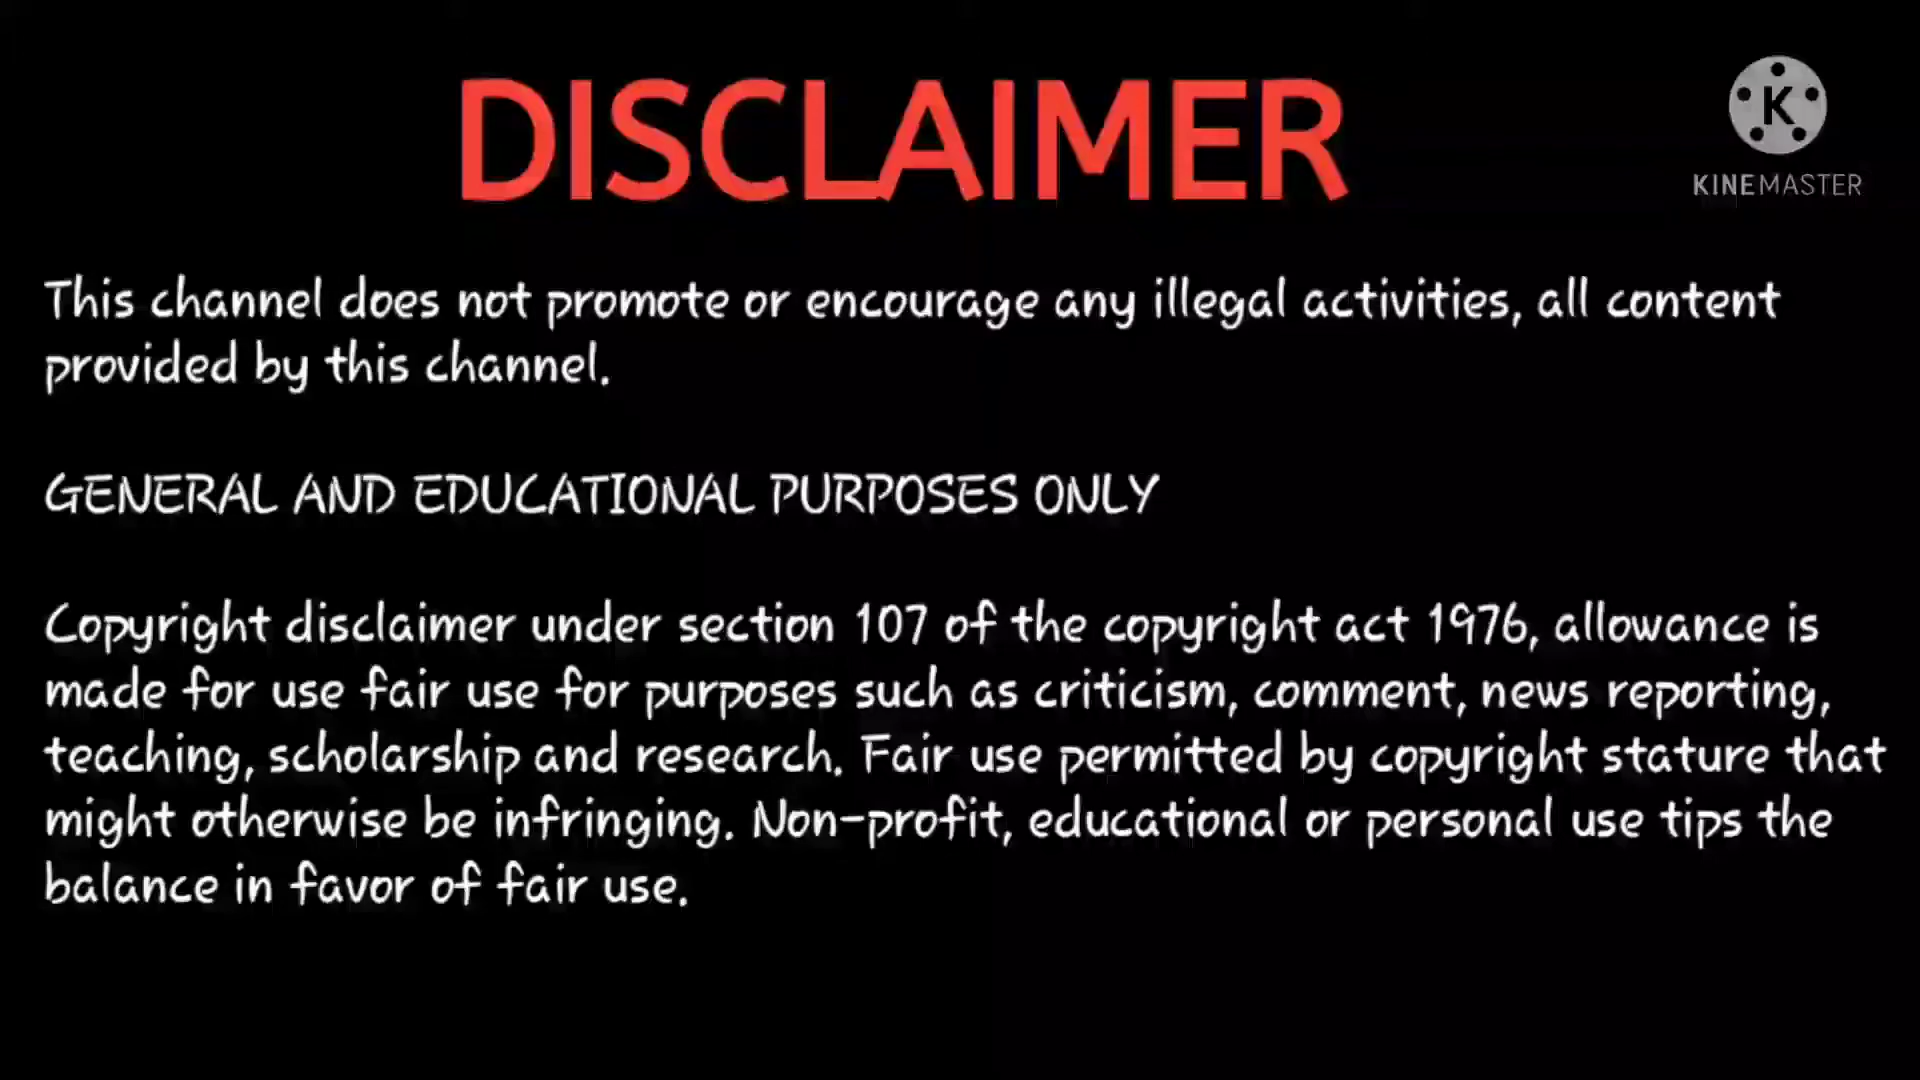 DISCLAIMER
K
KINEMASTER
This channel does not promote or encourage any illegal activities, all content
provided by this channel.
GENERAL AND EDUCATIONAL PURPOSES ONLY
Copyright disclaimer under section 107 of the copyright act 1976, allowance is
made for use fair use for purposes such as criticism, comment, news reporting,
teaching, scholarship and research. Fair use permitted by copyright stature that
might otherwise be infringing. Non-profit, educational or personal use tips the
balance in favor of fair use.